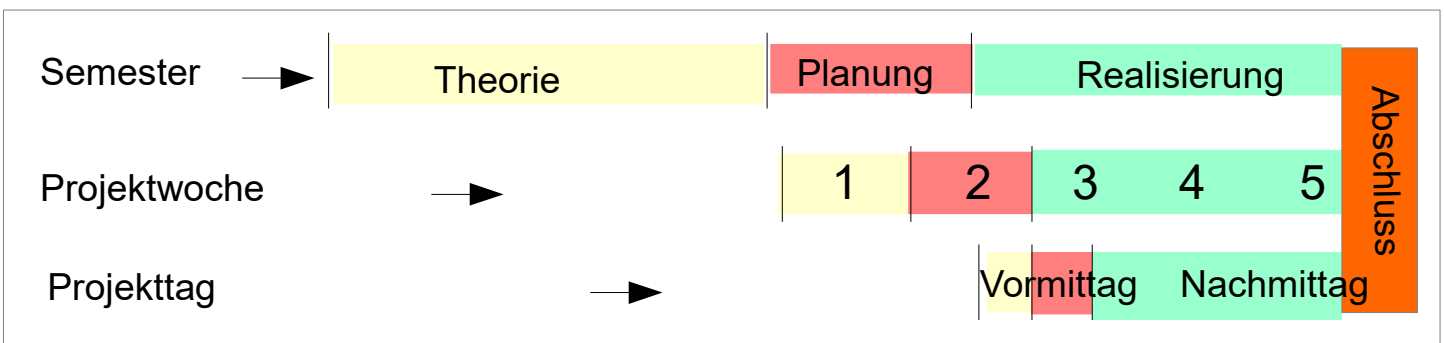 Semester
Theorie
Planung
Realisierung
Abschluss
Projektwoche
1
2
3
4
5
Projekttag
Vormittag
Nachmittag